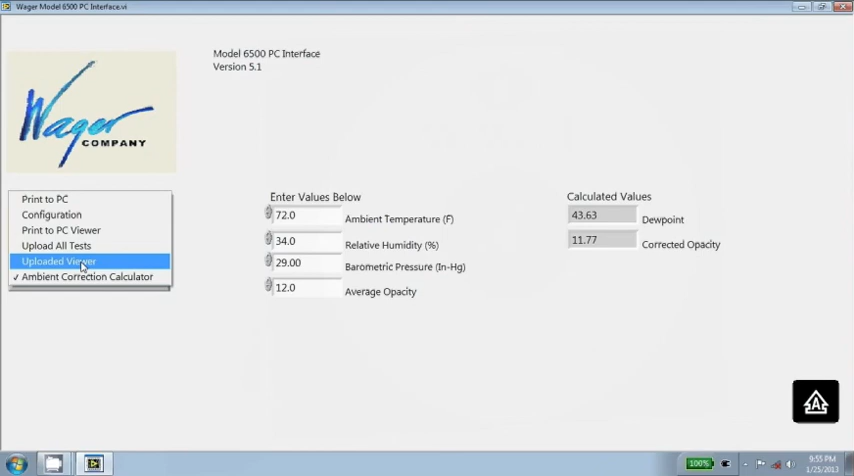 Wager Model 6500 PC Interface.vi
Model 6500 PC Interface
Version 5.1
Wager
COMPANY
Print to PC
Configuration
Print to PC Viewer
Upload All Tests
Uploaded Viewer
✓ Ambient Correction Calculator
Enter Values Below
72.0 Ambient Temperature (F)
34.0 Relative Humidity (%)
29.00 Barometric Pressure (In-Hg)
12.0 Average Opacity
Calculated Values
43.63 Dewpoint
11.77 Corrected Opacity
A
100%
9:55 PM
1/25/2013